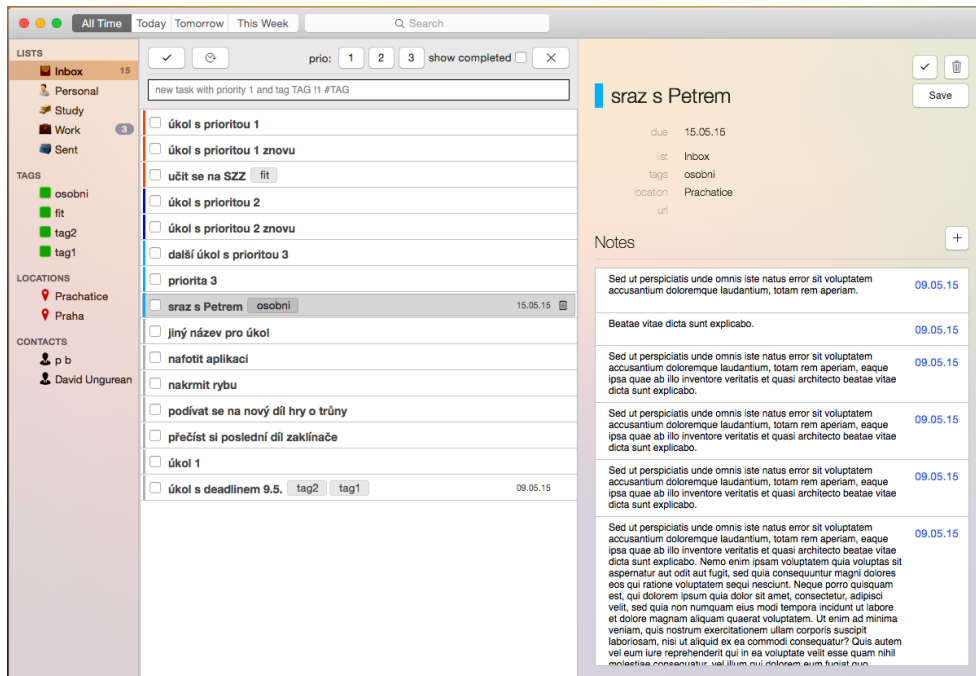 All Time Today Tomorrow This Week Search
LISTS
Inbox 15
Personal
Study
Work 3
Sent
TAGS
osobni
fit
tag2
tag1
LOCATIONS
Prachatice
Praha
CONTACTS
p b
David Ungurean
prio: 1 2 3 show completed
new task with priority 1 and tag TAG !1 #TAG
úkol s prioritou 1
úkol s prioritou 1 znovu
učit se na SZZ fit
úkol s prioritou 2
úkol s prioritou 2 znovu
další úkol s prioritou 3
priorita 3
sraz s Petrem osobni 15.05.15
jiný název pro úkol
nafotit aplikaci
nakrmit rybu
podívat se na nový díl hry o trůny
přečíst si poslední díl zaklínače
úkol 1
úkol s deadlinem 9.5. tag2 tag1 09.05.15
sraz s Petrem
Save
due 15.05.15
list Inbox
tags osobni
location Prachatice
url
Notes
Sed ut perspiciatis unde omnis iste natus error sit voluptatem
accusantium doloremque laudantium, totam rem aperiam.
09.05.15
Beatae vitae dicta sunt explicabo.
09.05.15
Sed ut perspiciatis unde omnis iste natus error sit voluptatem
accusantium doloremque laudantium, totam rem aperiam, eaque
ipsa quae ab illo inventore veritatis et quasi architecto beatae vitae
dicta sunt explicabo.
09.05.15
Sed ut perspiciatis unde omnis iste natus error sit voluptatem
accusantium doloremque laudantium, totam rem aperiam, eaque
ipsa quae ab illo inventore veritatis et quasi architecto beatae vitae
dicta sunt explicabo.
09.05.15
Sed ut perspiciatis unde omnis iste natus error sit voluptatem
accusantium doloremque laudantium, totam rem aperiam, eaque
ipsa quae ab illo inventore veritatis et quasi architecto beatae vitae
dicta sunt explicabo.
09.05.15
Sed ut perspiciatis unde omnis iste natus error sit voluptatem
accusantium doloremque laudantium, totam rem aperiam, eaque
ipsa quae ab illo inventore veritatis et quasi architecto beatae vitae
dicta sunt explicabo. Nemo enim ipsam voluptatem quia voluptas sit
aspernatur aut odit aut fugit, sed quia consequuntur magni dolores
eos qui ratione voluptatem sequi nesciunt. Neque porro quisquam
est, qui dolorem ipsum quia dolor sit amet, consectetur, adipisci
velit, sed quia non numquam eius modi tempora incidunt ut labore
et dolore magnam aliquam quaerat voluptatem. Ut enim ad minima
veniam, quis nostrum exercitationem ullam corporis suscipit
laboriosam, nisi ut aliquid ex ea commodi consequatur? Quis autem
vel eum iure reprehenderit qui in ea voluptate velit esse quam nihil
molestiae consequatur, vel illum qui dolorem eum fugiat quo
09.05.15